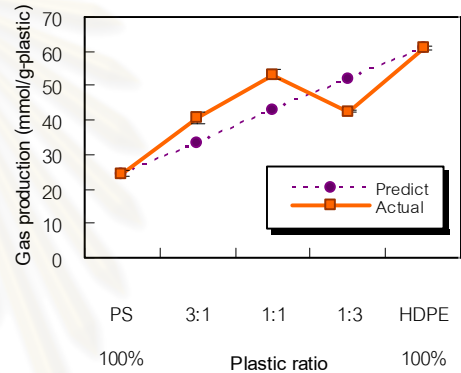 Gas production (mmol/g-plastic)
70
60
50
40
30
20
10
0
Predict
Actual
PS 3:1 1:1 1:3 HDPE
100% 100%
Plastic ratio